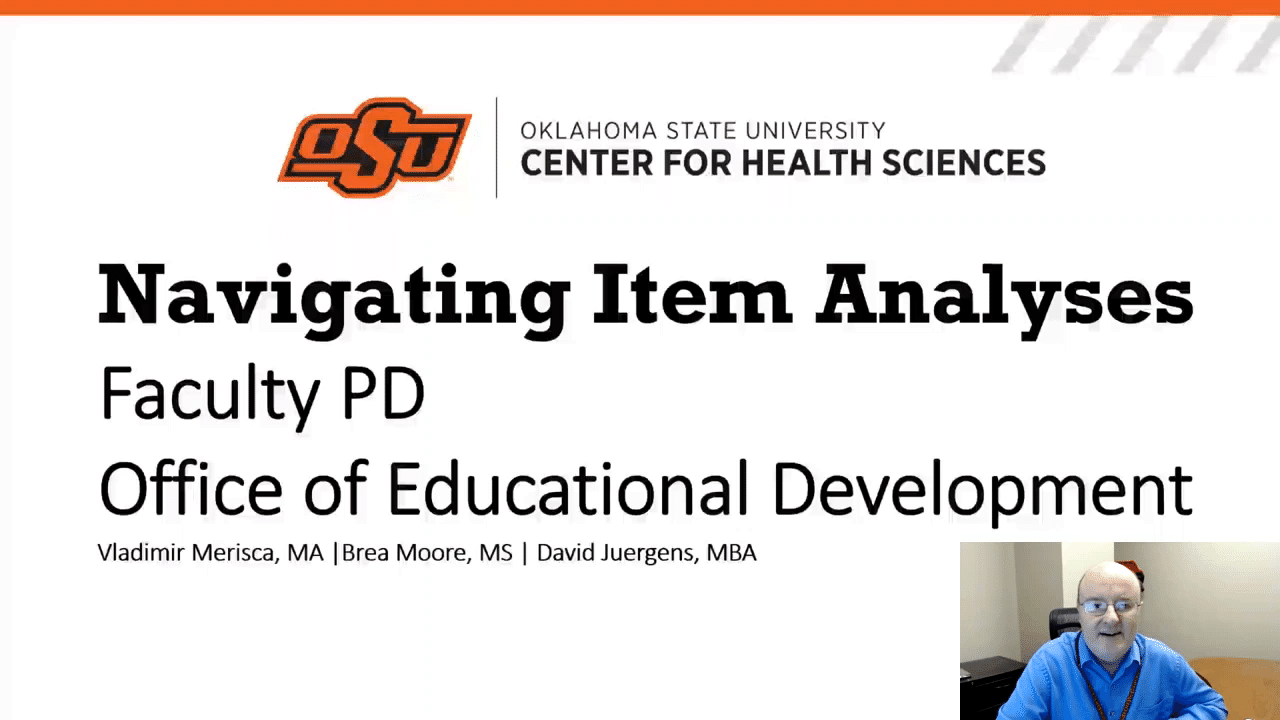 OSU
OKLAHOMA STATE UNIVERSITY
CENTER FOR HEALTH SCIENCES
Navigating Item Analyses
Faculty PD
Office of Educational Development
Vladimir Merisca, MA |Brea Moore, MS | David Juergens, MBA